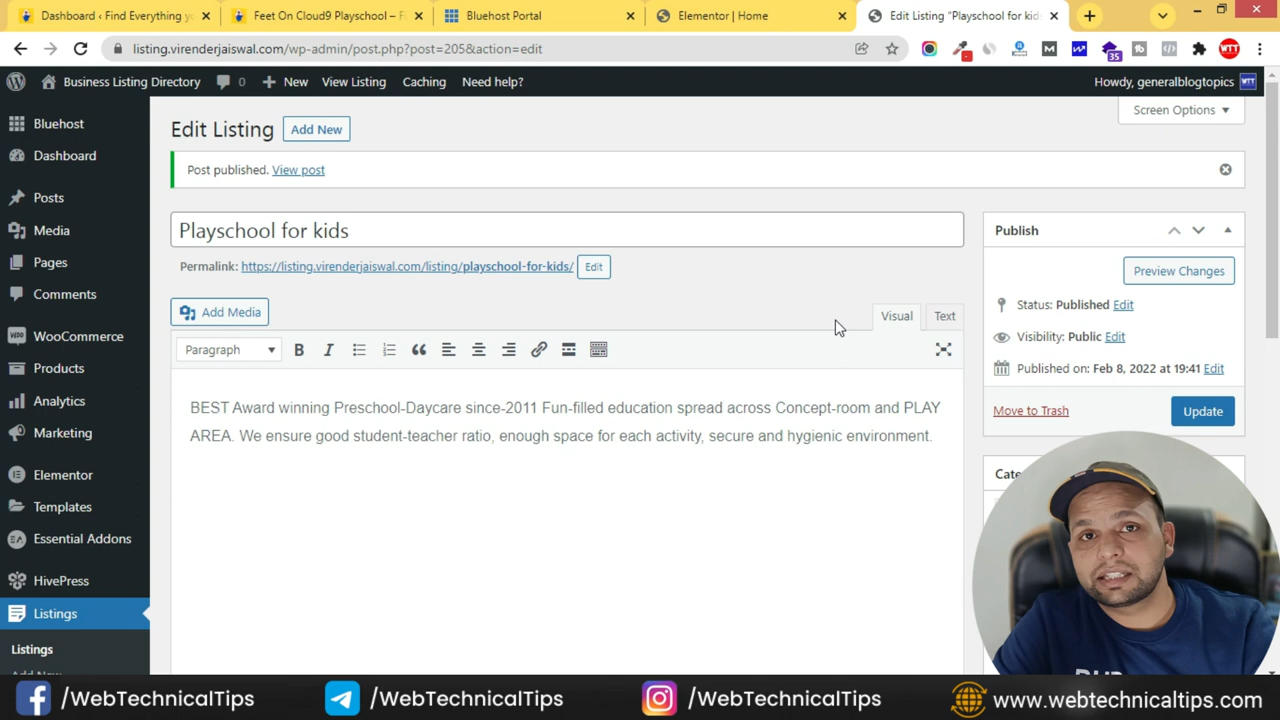 Dashboard ‹ Find Everything yo
Feet On Cloud9 Playschool – F
Bluehost Portal
Elementor | Home
Edit Listing "Playschool for kids
listing.virenderjaiswal.com/wp-admin/post.php?post=205&action=edit
35
WTT
Business Listing Directory
0
New
View Listing
Caching
Need help?
Howdy, generalblogtopics
WTT
Bluehost
Dashboard
Posts
Media
Pages
Comments
WooCommerce
Products
Analytics
Marketing
Elementor
Templates
Essential Addons
HivePress
Listings
Listings
Add New
Screen Options
Edit Listing
Add New
Post published. View post
Playschool for kids
Permalink: https://listing.virenderjaiswal.com/listing/playschool-for-kids/
Edit
Add Media
Visual
Text
Paragraph
B
I
BEST Award winning Preschool-Daycare since-2011 Fun-filled education spread across Concept-room and PLAY
AREA. We ensure good student-teacher ratio, enough space for each activity, secure and hygienic environment.
Publish
Preview Changes
Status: Published Edit
Visibility: Public Edit
Published on: Feb 8, 2022 at 19:41 Edit
Move to Trash
Update
/WebTechnicalTips
/WebTechnicalTips
/WebTechnicalTips
www.webtechnicaltips.com